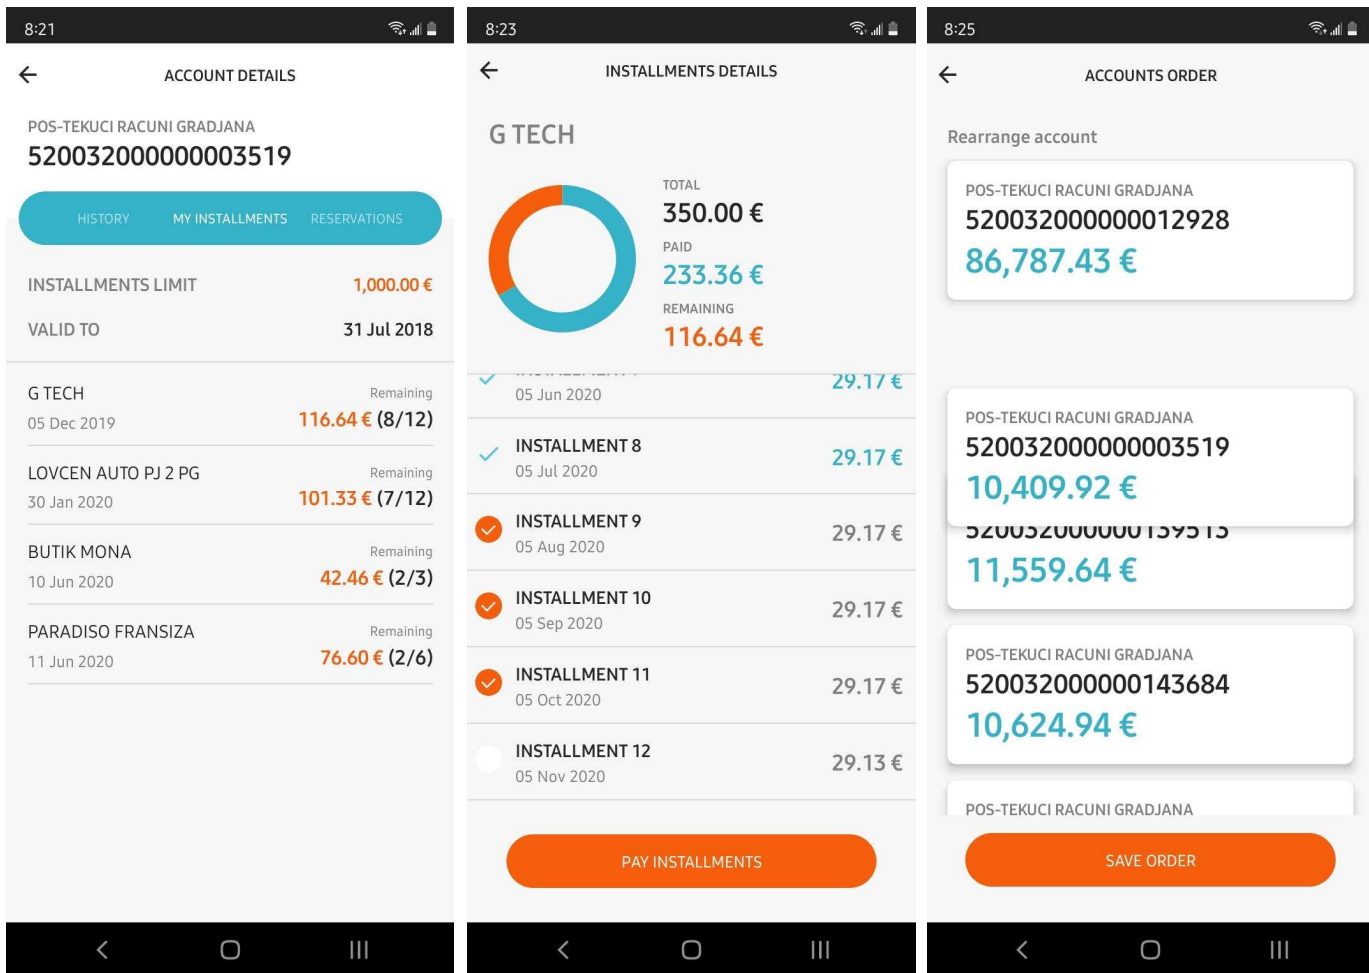 8:21
ACCOUNT DETAILS
POS-TEKUCI RACUNI GRADJANA
520032000000003519
HISTORY MY INSTALLMENTS RESERVATIONS
INSTALLMENTS LIMIT 1,000.00 €
VALID TO 31 Jul 2018
G TECH Remaining
05 Dec 2019 116.64 € (8/12)
LOVCEN AUTO PJ 2 PG Remaining
30 Jan 2020 101.33 € (7/12)
BUTIK MONA Remaining
10 Jun 2020 42.46 € (2/3)
PARADISO FRANSIZA Remaining
11 Jun 2020 76.60 € (2/6)
8:23
INSTALLMENTS DETAILS
G TECH
TOTAL
350.00 €
PAID
233.36 €
REMAINING
116.64 €
29.17 €
05 Jun 2020
INSTALLMENT 8
05 Jul 2020 29.17 €
INSTALLMENT 9
05 Aug 2020 29.17 €
INSTALLMENT 10
05 Sep 2020 29.17 €
INSTALLMENT 11
05 Oct 2020 29.17 €
INSTALLMENT 12
05 Nov 2020 29.13 €
PAY INSTALLMENTS
8:25
ACCOUNTS ORDER
Rearrange account
POS-TEKUCI RACUNI GRADJANA
520032000000012928
86,787.43 €
POS-TEKUCI RACUNI GRADJANA
520032000000003519
10,409.92 €
520032000000139513
11,559.64 €
POS-TEKUCI RACUNI GRADJANA
520032000000143684
10,624.94 €
POS-TEKUCI RACUNI GRADJANA
SAVE ORDER